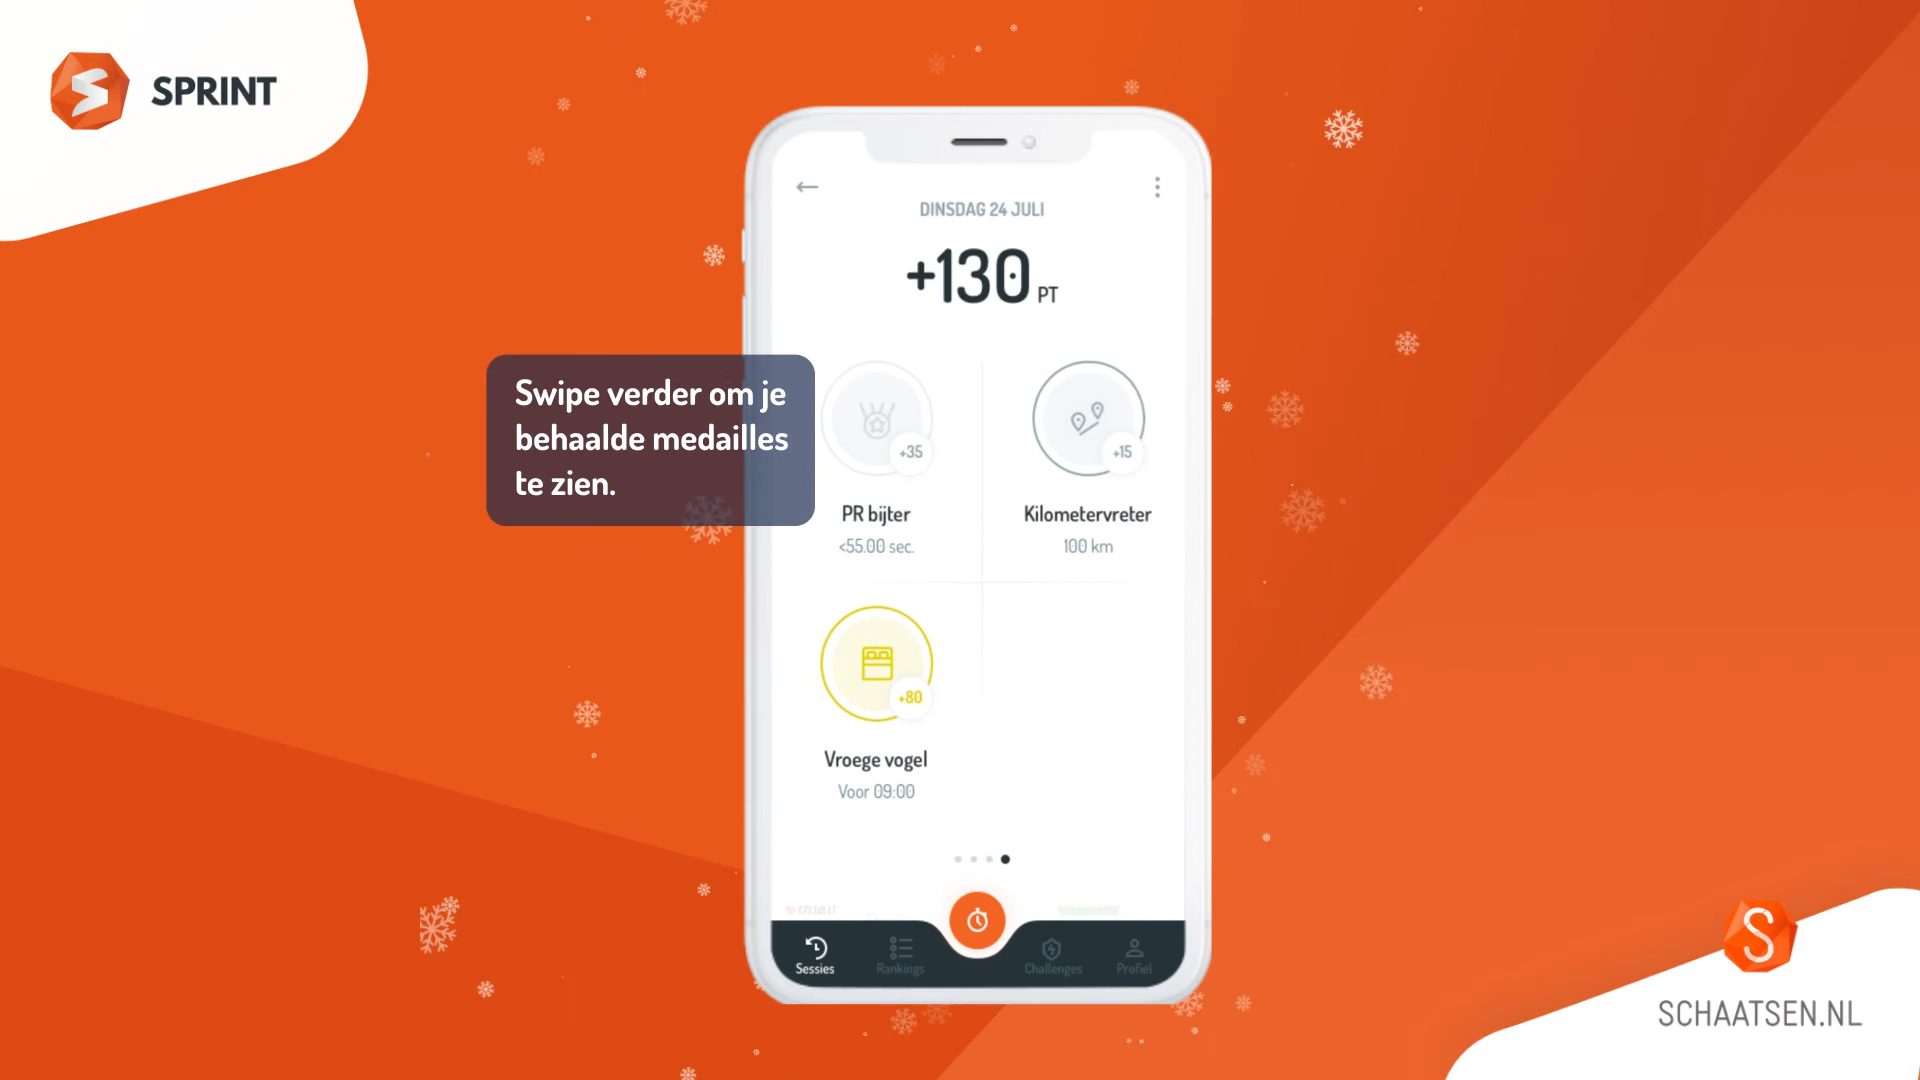 SPRINT
DINSDAG 24 JULI
+130 PT
Swipe verder om je
behaalde medailles
te zien.
+35
+15
PR bijter
Kilometervreter
<55.00 sec.
100 km
+80
Vroege vogel
Voor 09:00
Sessies
Rankings
Challenges
Profiel
SCHAATSEN.NL